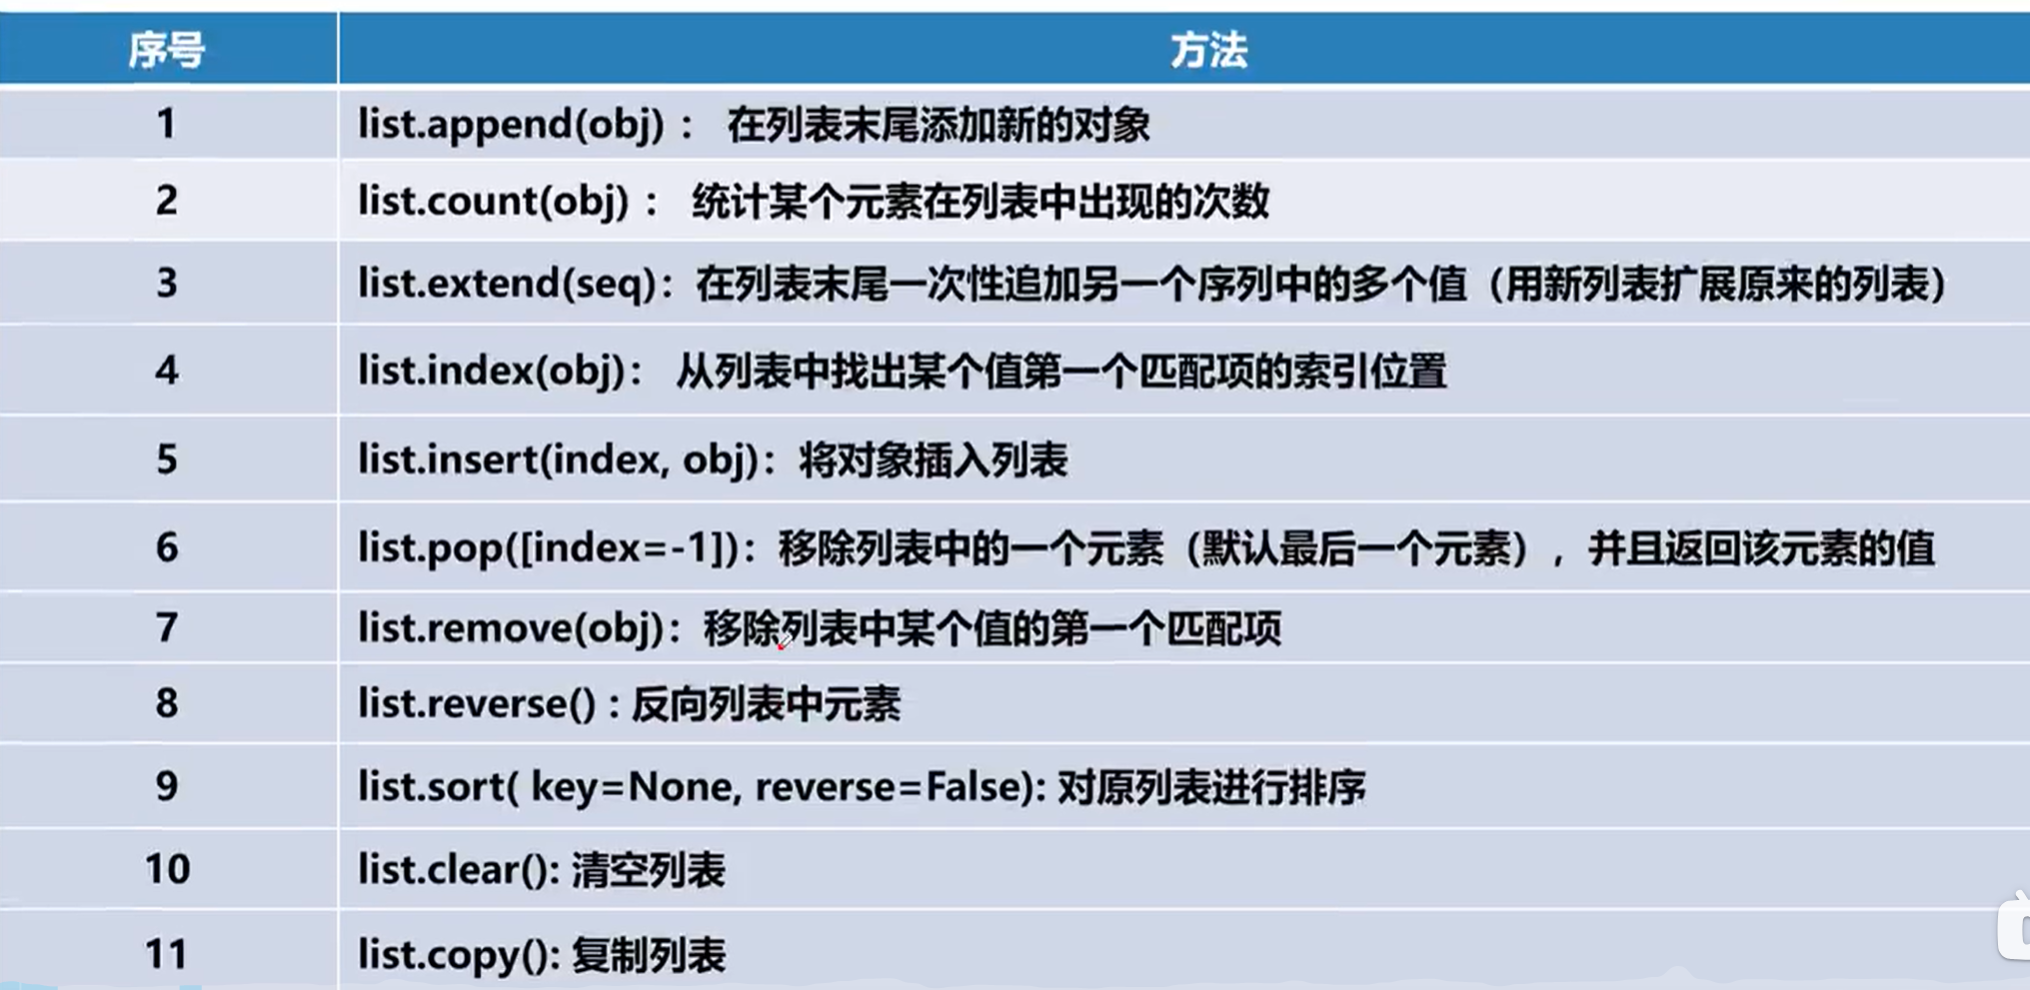 序号 方法
1 list.append(obj) : 在列表末尾添加新的对象
2 list.count(obj) : 统计某个元素在列表中出现的次数
3 list.extend(seq)：在列表末尾一次性追加另一个序列中的多个值（用新列表扩展原来的列表）
4 list.index(obj)： 从列表中找出某个值第一个匹配项的索引位置
5 list.insert(index, obj)：将对象插入列表
6 list.pop([index=-1])：移除列表中的一个元素（默认最后一个元素），并且返回该元素的值
7 list.remove(obj)：移除列表中某个值的第一个匹配项
8 list.reverse() : 反向列表中元素
9 list.sort( key=None, reverse=False): 对原列表进行排序
10 list.clear(): 清空列表
11 list.copy(): 复制列表